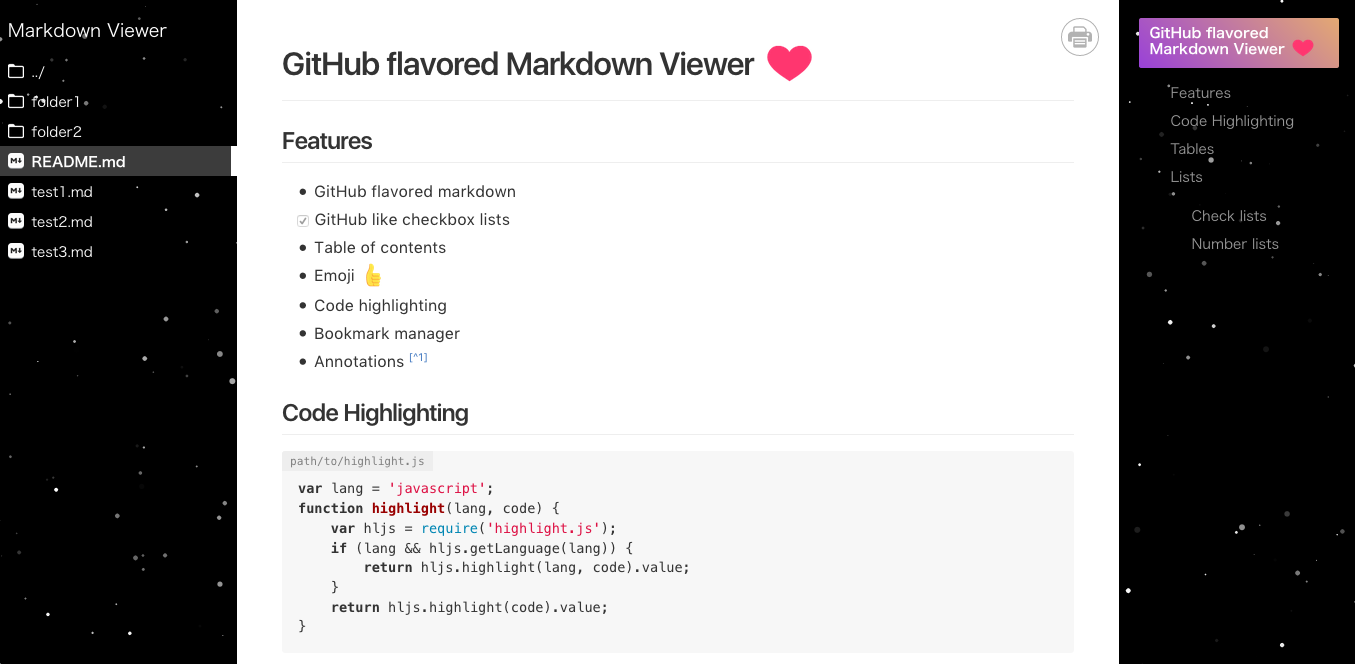 Markdown Viewer
../
folder1
folder2
README.md
test1.md
test2.md
test3.md
GitHub flavored Markdown Viewer
Features
GitHub flavored markdown
GitHub like checkbox lists
Table of contents
Emoji
Code highlighting
Bookmark manager
Annotations [^1]
Code Highlighting
path/to/highlight.js
var lang = 'javascript';
function highlight(lang, code) {
    var hljs = require('highlight.js');
    if (lang && hljs.getLanguage(lang)) {
        return hljs.highlight(lang, code).value;
    }
    return hljs.highlight(code).value;
}
GitHub flavored
Markdown Viewer
Features
Code Highlighting
Tables
Lists
Check lists
Number lists